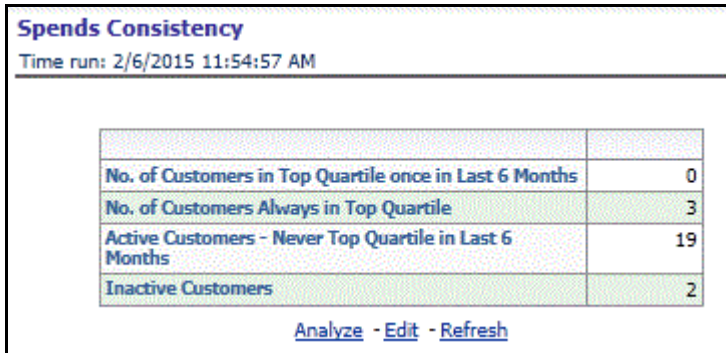 Spends Consistency
Time run: 2/6/2015 11:54:57 AM
No. of Customers in Top Quartile once in Last 6 Months 0
No. of Customers Always in Top Quartile 3
Active Customers - Never Top Quartile in Last 6 19
Months
Inactive Customers 2
Analyze - Edit - Refresh